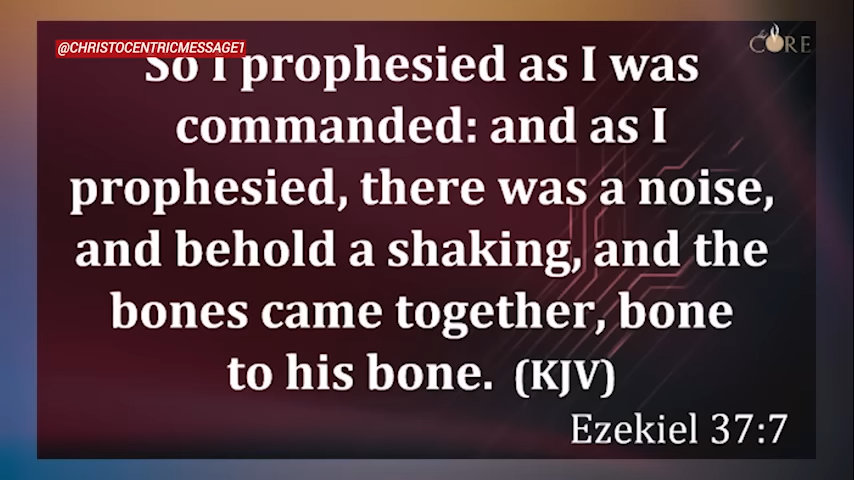 @CHRISTOCENTRICMESSAGE1
CORE
So I prophesied as I was
commanded: and as I
prophesied, there was a noise,
and behold a shaking, and the
bones came together, bone
to his bone. (KJV)
Ezekiel 37:7